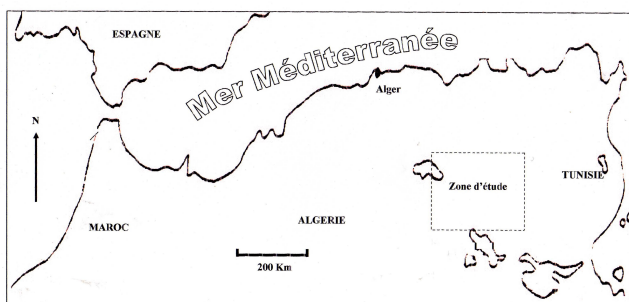 ESPAGNE
Mer Méditerranée
Alger
N
Zone d'étude
TUNISIE
MAROC
ALGERIE
200 Km